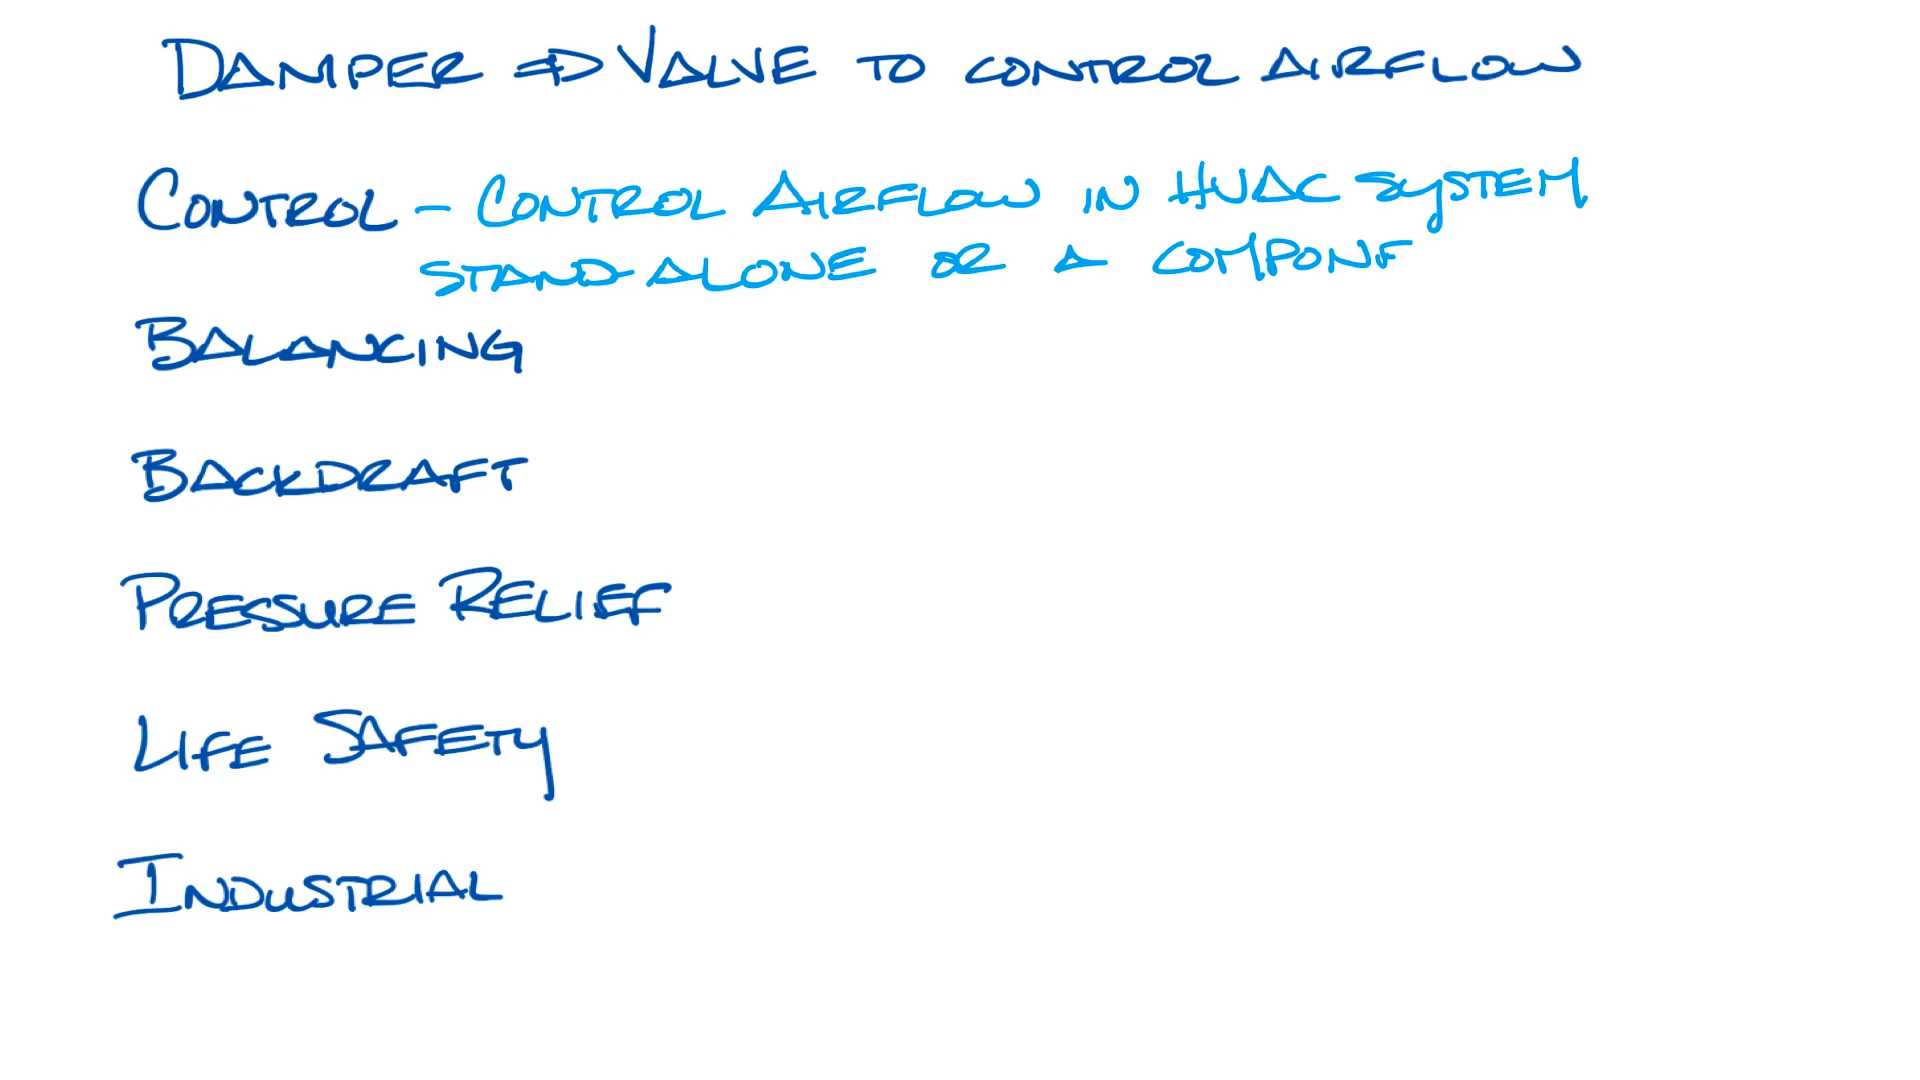 DAMPER => VALVE TO CONTROL AIRFLOW
CONTROL - CONTROL AIRFLOW IN HVAC SYSTEM,
STAND-ALONE OR A COMPONE
BALANCING
BACKDRAFT
PRESSURE RELIEF
LIFE SAFETY
INDUSTRIAL